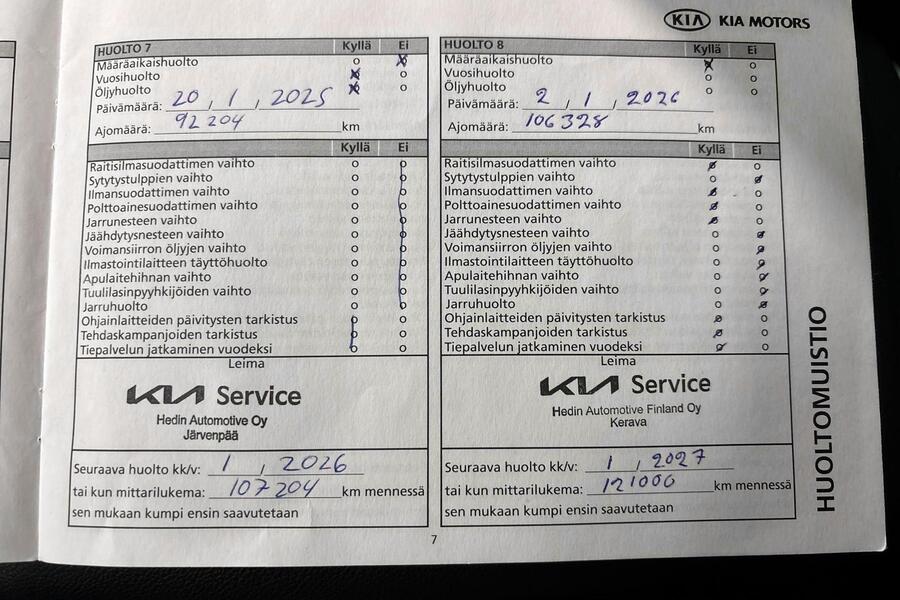 KIA KIA MOTORS
HUOLTO 7 Kyllä Ei
Määräaikaishuolto o x
Vuosihuolto x o
Öljyhuolto x o
Päivämäärä: 20 , 1 , 2025
Ajomäärä: 92 204 km
Kyllä Ei
Raitisilmasuodattimen vaihto o o
Sytytystulppien vaihto o o
Ilmansuodattimen vaihto o o
Polttoainesuodattimen vaihto o o
Jarrunesteen vaihto o o
Jäähdytysnesteen vaihto o o
Voimansiirron öljyjen vaihto o o
Ilmastointilaitteen täyttöhuolto o o
Apulaitehihnan vaihto o o
Tuulilasinpyyhkijöiden vaihto o o
Jarruhuolto o o
Ohjainlaitteiden päivitysten tarkistus o o
Tehdaskampanjoiden tarkistus o o
Tiepalvelun jatkaminen vuodeksi o o
Leima
KIA Service
Hedin Automotive Oy
Järvenpää
Seuraava huolto kk/v: 1 , 2026
tai kun mittarilukema: 107 204 km mennessä
sen mukaan kumpi ensin saavutetaan
HUOLTO 8 Kyllä Ei
Määräaikaishuolto x o
Vuosihuolto o o
Öljyhuolto o o
Päivämäärä: 2 , 1 , 2026
Ajomäärä: 106 328 km
Kyllä Ei
Raitisilmasuodattimen vaihto o o
Sytytystulppien vaihto o o
Ilmansuodattimen vaihto o o
Polttoainesuodattimen vaihto o o
Jarrunesteen vaihto o o
Jäähdytysnesteen vaihto o o
Voimansiirron öljyjen vaihto o o
Ilmastointilaitteen täyttöhuolto o o
Apulaitehihnan vaihto o o
Tuulilasinpyyhkijöiden vaihto o o
Jarruhuolto o o
Ohjainlaitteiden päivitysten tarkistus o o
Tehdaskampanjoiden tarkistus o o
Tiepalvelun jatkaminen vuodeksi o o
Leima
KIA Service
Hedin Automotive Finland Oy
Kerava
Seuraava huolto kk/v: 1 , 2027
tai kun mittarilukema: 121000 km mennessä
sen mukaan kumpi ensin saavutetaan
HUOLTOMUISTIO
7